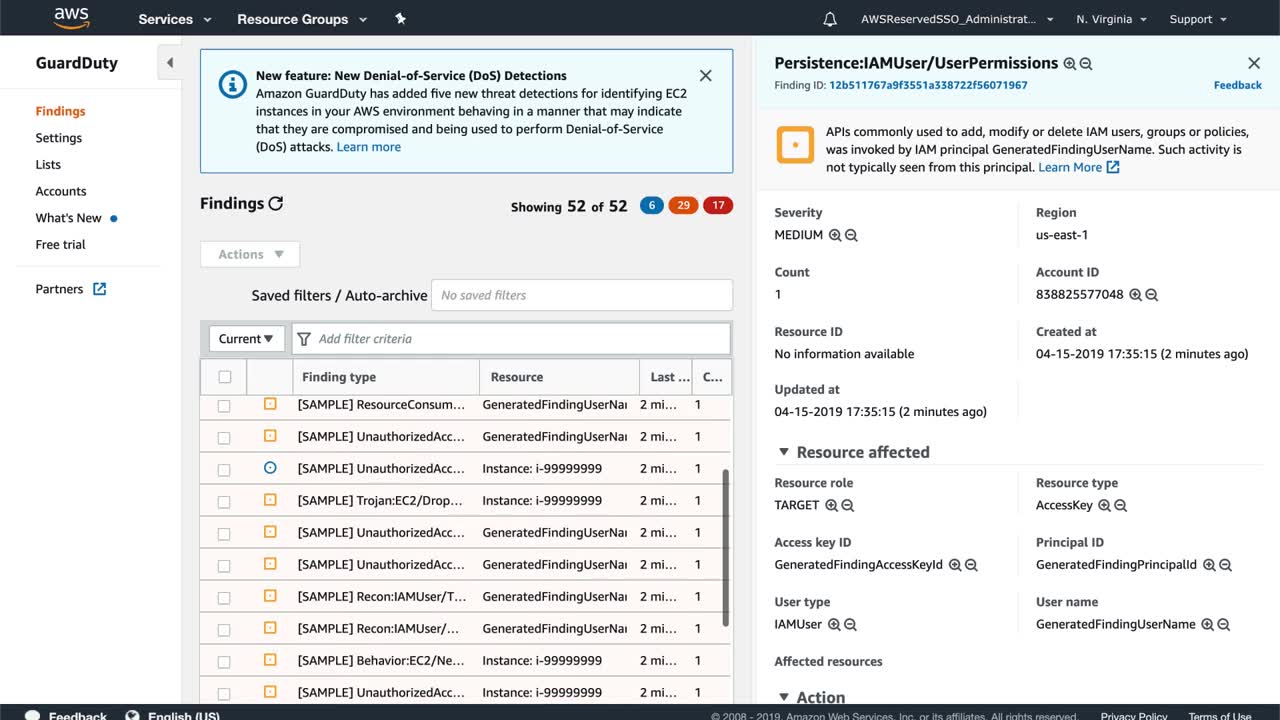 aws
Services
Resource Groups
AWSReservedSSO_Administrat...
N. Virginia
Support
GuardDuty
Findings
Settings
Lists
Accounts
What's New
Free trial
Partners
New feature: New Denial-of-Service (DoS) Detections
Amazon GuardDuty has added five new threat detections for identifying EC2
instances in your AWS environment behaving in a manner that may indicate
that they are compromised and being used to perform Denial-of-Service
(DoS) attacks. Learn more
Findings
Showing 52 of 52
6
29
17
Actions
Saved filters / Auto-archive
No saved filters
Current
Add filter criteria
Finding type
Resource
Last ...
C...
[SAMPLE] ResourceConsum... GeneratedFindingUserNa 2 mi... 1
[SAMPLE] UnauthorizedAcc... GeneratedFindingUserNa 2 mi... 1
[SAMPLE] UnauthorizedAcc... Instance: i-99999999 2 mi... 1
[SAMPLE] Trojan:EC2/Drop... Instance: i-99999999 2 mi... 1
[SAMPLE] UnauthorizedAcc... GeneratedFindingUserNa 2 mi... 1
[SAMPLE] UnauthorizedAcc... GeneratedFindingUserNa 2 mi... 1
[SAMPLE] Recon:IAMUser/T... GeneratedFindingUserNa 2 mi... 1
[SAMPLE] Recon:IAMUser/... GeneratedFindingUserNa 2 mi... 1
[SAMPLE] Behavior:EC2/Ne... Instance: i-99999999 2 mi... 1
[SAMPLE] UnauthorizedAcc... Instance: i-99999999 2 mi... 1
Persistence:IAMUser/UserPermissions
Finding ID: 12b511767a9f3551a338722f56071967
Feedback
APIs commonly used to add, modify or delete IAM users, groups or policies,
was invoked by IAM principal GeneratedFindingUserName. Such activity is
not typically seen from this principal. Learn More
Severity
MEDIUM
Region
us-east-1
Count
1
Account ID
838825577048
Resource ID
No information available
Created at
04-15-2019 17:35:15 (2 minutes ago)
Updated at
04-15-2019 17:35:15 (2 minutes ago)
Resource affected
Resource role
TARGET
Resource type
AccessKey
Access key ID
GeneratedFindingAccessKeyId
Principal ID
GeneratedFindingPrincipalId
User type
IAMUser
User name
GeneratedFindingUserName
Affected resources
Action
Feedback
English (US)
© 2008 - 2019, Amazon Web Services, Inc. or its affiliates. All rights reserved.
Privacy Policy
Terms of Use